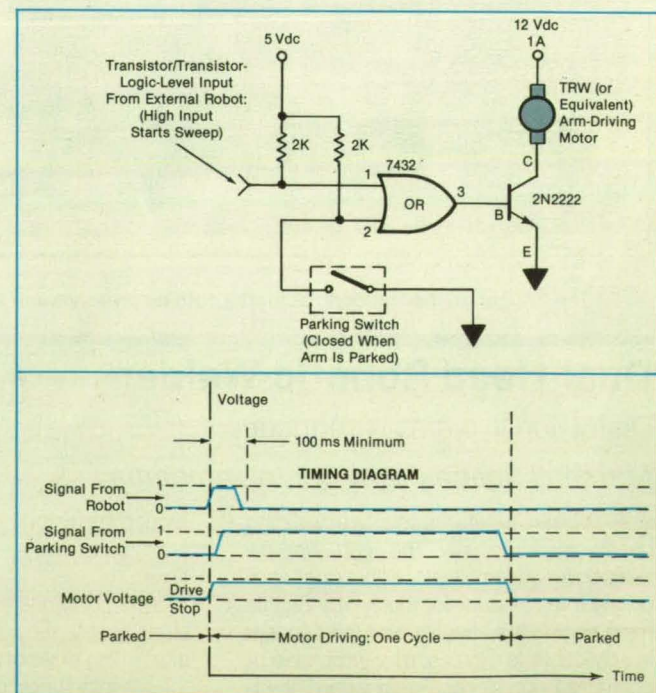 5 Vdc
12 Vdc
1A
Transistor/Transistor-
Logic-Level Input
From External Robot:
(High Input
Starts Sweep)
2K
2K
TRW (or
Equivalent)
Arm-Driving
Motor
7432
1
OR
3
2
C
B
2N2222
E
Parking Switch
(Closed When
Arm Is Parked)
Voltage
100 ms Minimum
TIMING DIAGRAM
Signal From
Robot
1
0
Signal From
Parking Switch
1
0
Motor Voltage
Drive
Stop
Parked
Motor Driving: One Cycle
Parked
Time